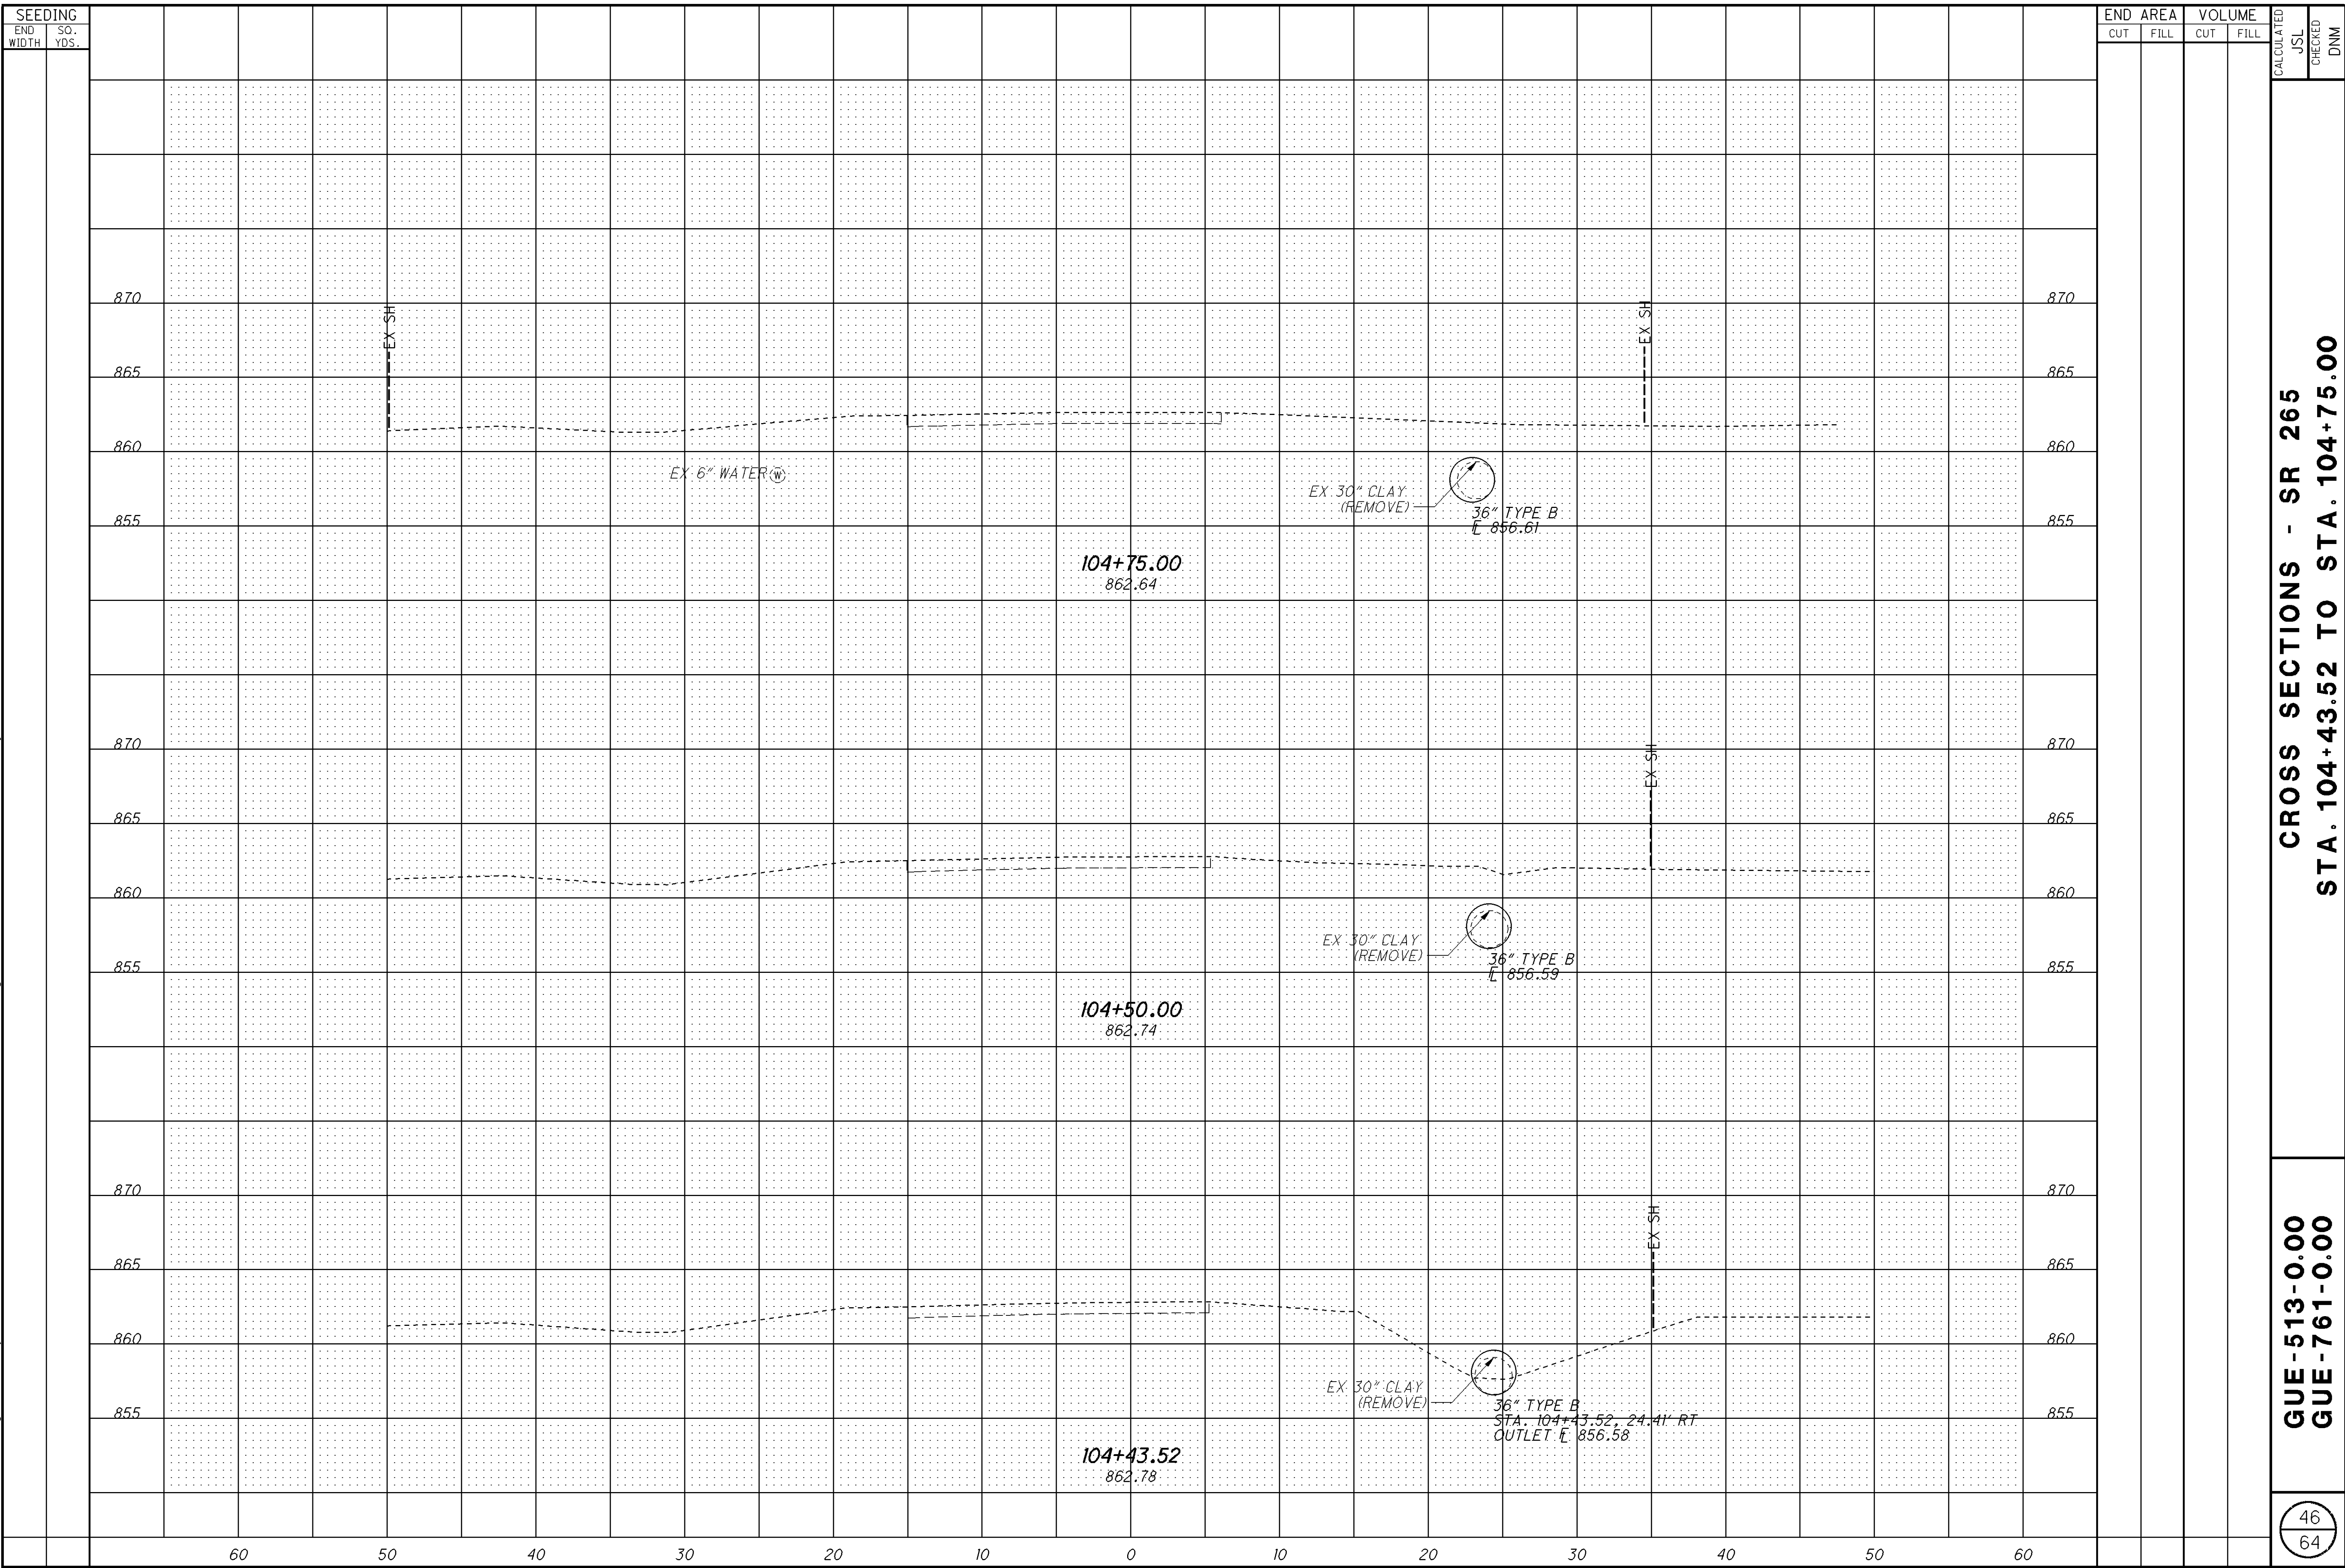 SEEDING
END WIDTH
SQ. YDS.
END AREA
VOLUME
CUT
FILL
CUT
FILL
CALCULATED
JSL
CHECKED
DNM
870
870
EX SH
EX SH
865
865
860
860
EX 6" WATER W
EX 30" CLAY
(REMOVE)
36" TYPE B
FL 856.61
855
855
104+75.00
862.64
870
870
EX SH
865
865
860
860
EX 30" CLAY
(REMOVE)
36" TYPE B
FL 856.59
855
855
104+50.00
862.74
870
870
EX SH
865
865
860
860
EX 30" CLAY
(REMOVE)
36" TYPE B
STA. 104+43.52, 24.41' RT
OUTLET FL 856.58
855
855
104+43.52
862.78
60 50 40 30 20 10 0 10 20 30 40 50 60
CROSS SECTIONS - SR 265
STA. 104+43.52 TO STA. 104+75.00
GUE-513-0.00
GUE-761-0.00
46
64